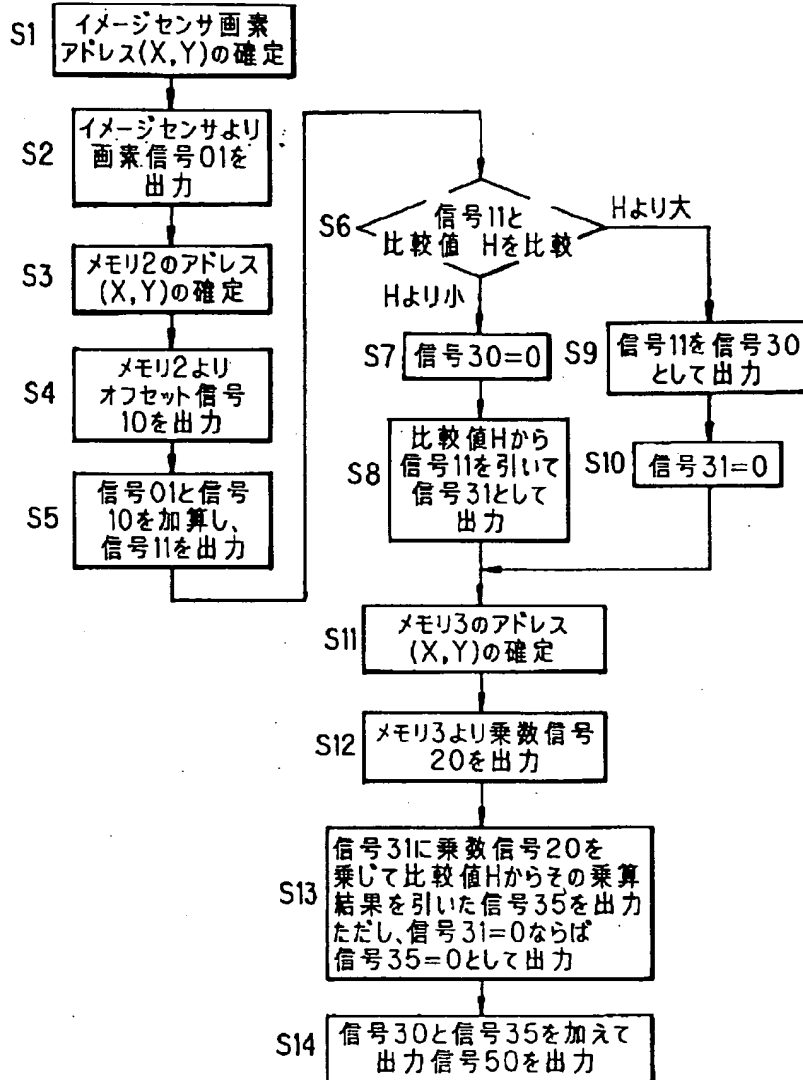 S1
イメージセンサ画素
アドレス(X,Y)の確定
S2
イメージセンサより
画素信号01を
出力
S3
メモリ2のアドレス
(X,Y)の確定
S4
メモリ2より
オフセット信号
10を出力
S5
信号01と信号
10を加算し、
信号11を出力
S6
信号11と
比較値 Hを比較
Hより大
Hより小
S7
信号30=0
S8
比較値Hから
信号11を引いて
信号31として
出力
S9
信号11を信号30
として出力
S10
信号31=0
S11
メモリ3のアドレス
(X,Y)の確定
S12
メモリ3より乗数信号
20を出力
S13
信号31に乗数信号20を
乗じて比較値Hからその乗算
結果を引いた信号35を出力
ただし、信号31=0ならば
信号35=0として出力
S14
信号30と信号35を加えて
出力信号50を出力